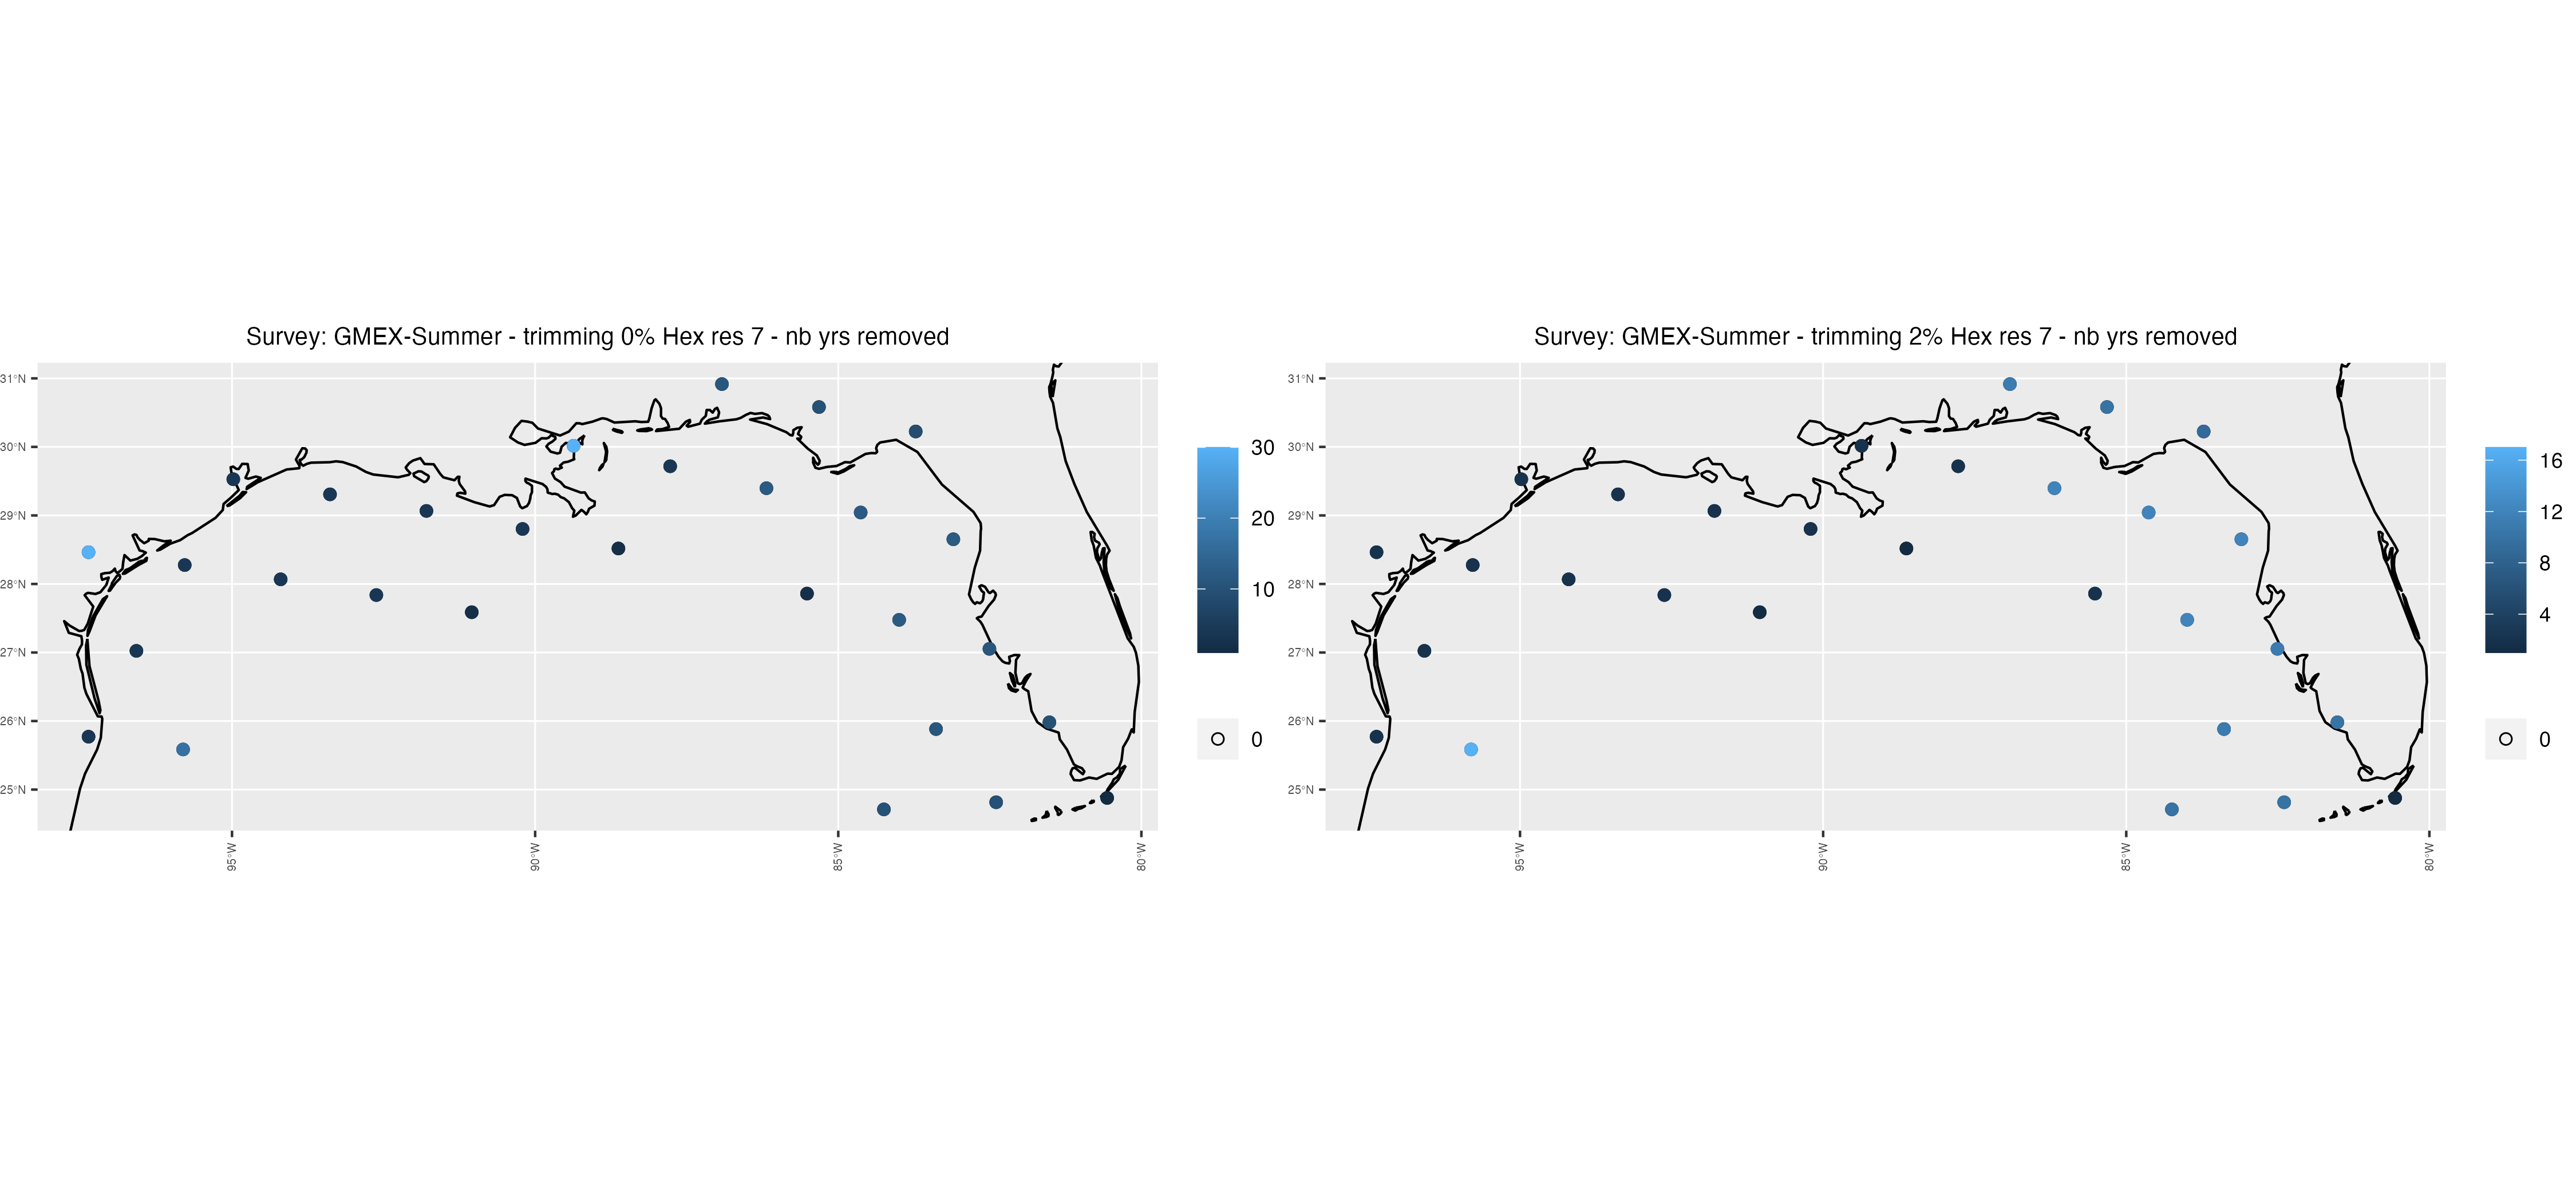 Survey: GMEX-Summer - trimming 0% Hex res 7 - nb yrs removed
31°N
30°N
29°N
28°N
27°N
26°N
25°N
95°W
90°W
85°W
80°W
30
20
10
0
Survey: GMEX-Summer - trimming 2% Hex res 7 - nb yrs removed
31°N
30°N
29°N
28°N
27°N
26°N
25°N
95°W
90°W
85°W
80°W
16
12
8
4
0